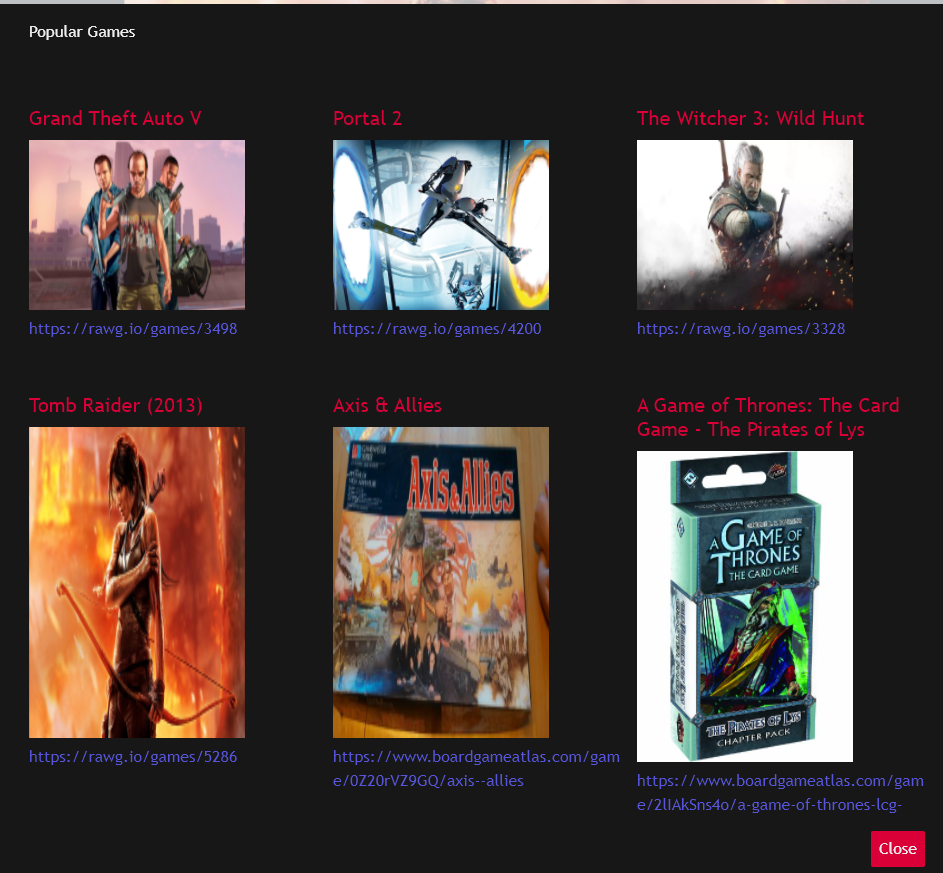 Popular Games
Grand Theft Auto V
Portal 2
The Witcher 3: Wild Hunt
https://rawg.io/games/3498
https://rawg.io/games/4200
https://rawg.io/games/3328
Tomb Raider (2013)
Axis & Allies
A Game of Thrones: The Card
Game - The Pirates of Lys
Axis & Allies
A GAME OF
THRONES
THE CARD GAME
THE PIRATES OF LYS
CHAPTER PACK
https://rawg.io/games/5286
https://www.boardgameatlas.com/gam
e/0Z20rVZ9GQ/axis--allies
https://www.boardgameatlas.com/gam
e/2lIAkSns4o/a-game-of-thrones-lcg-
Close